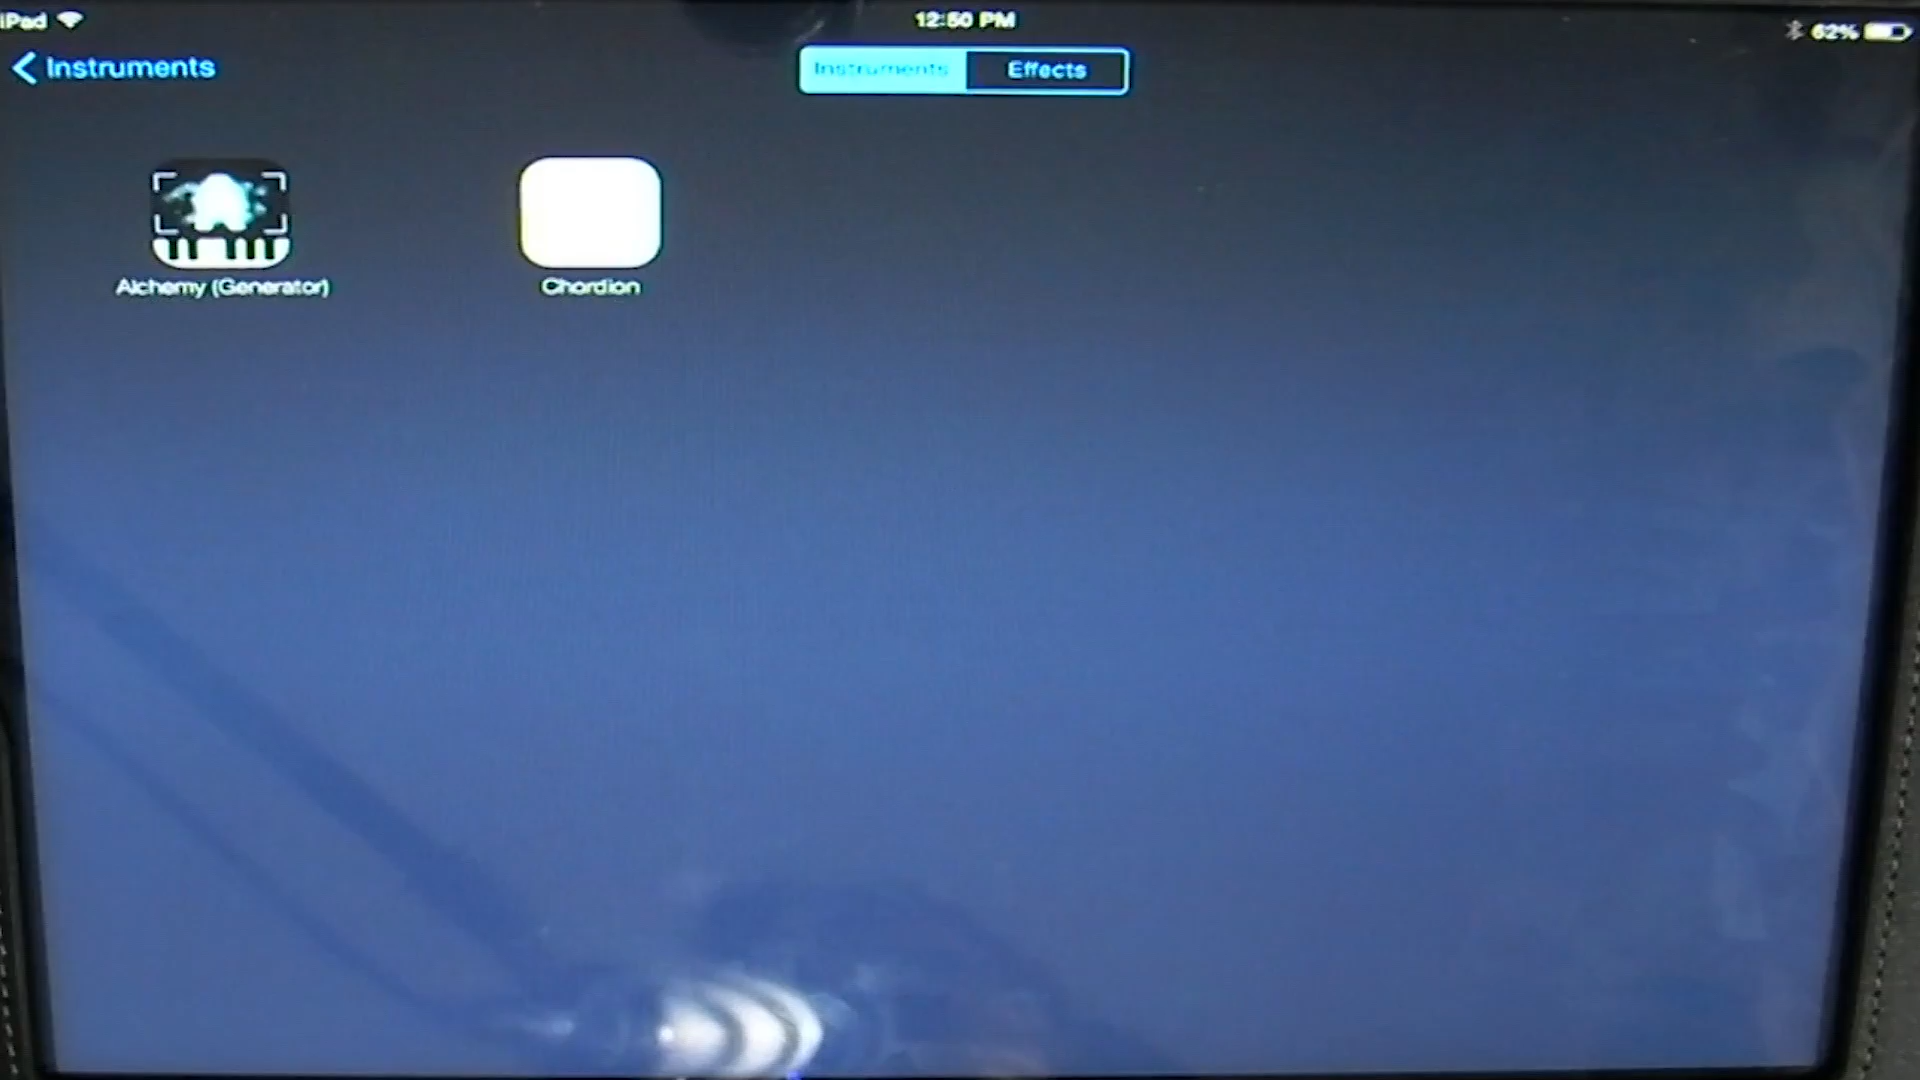 iPad
12:50 PM
62%
Instruments
Instruments
Effects
Alchemy (Generator)
Chordion